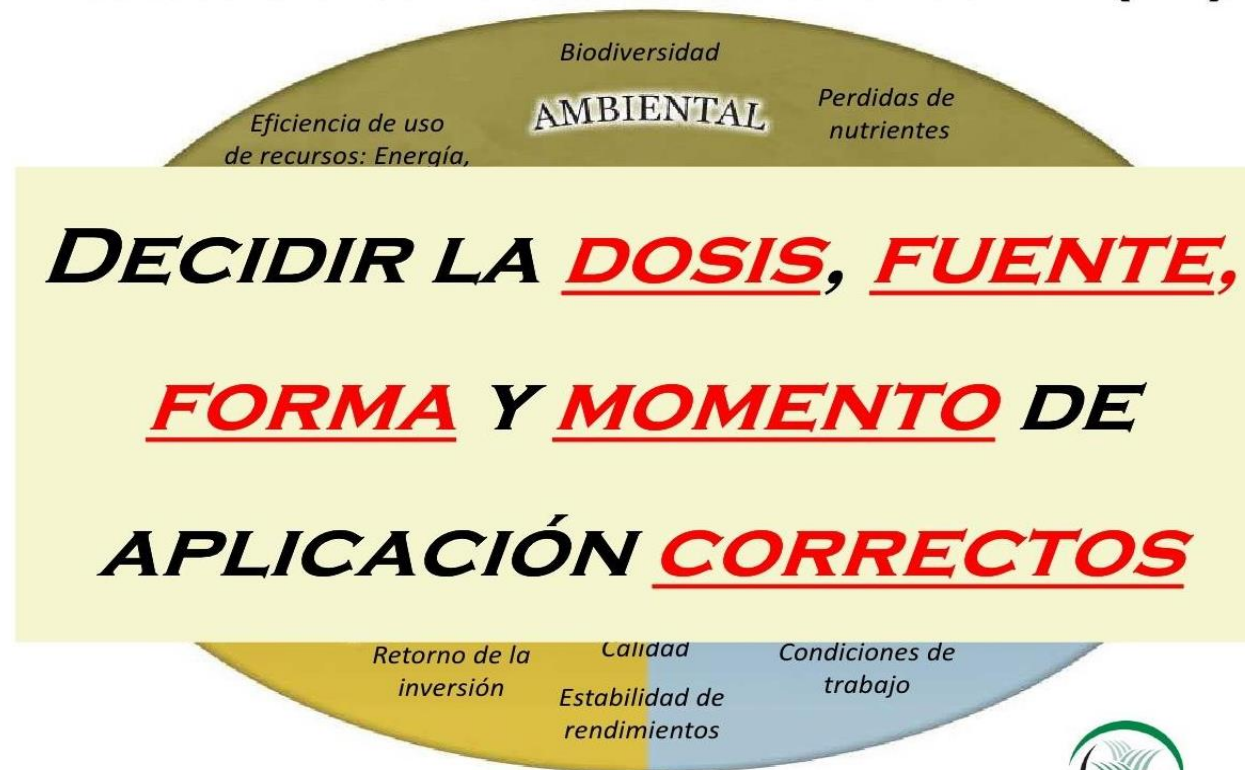 Biodiversidad
AMBIENTAL
Perdidas de
nutrientes
Eficiencia de uso
de recursos: Energía,
DECIDIR LA DOSIS, FUENTE,
FORMA Y MOMENTO DE
APLICACIÓN CORRECTOS
Retorno de la
inversión
Calidad
Estabilidad de
rendimientos
Condiciones de
trabajo